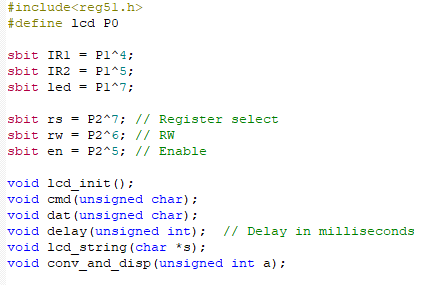 #include<reg51.h>
#define lcd P0
sbit IR1 = P1^4;
sbit IR2 = P1^5;
sbit led = P1^7;
sbit rs = P2^7; // Register select
sbit rw = P2^6; // RW
sbit en = P2^5; // Enable
void lcd_init();
void cmd(unsigned char);
void dat(unsigned char);
void delay(unsigned int);  // Delay in milliseconds
void lcd_string(char *s);
void conv_and_disp(unsigned int a);